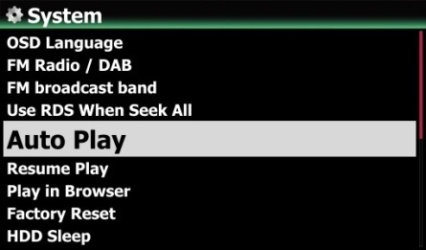 System
OSD Language
FM Radio / DAB
FM broadcast band
Use RDS When Seek All
Auto Play
Resume Play
Play in Browser
Factory Reset
HDD Sleep